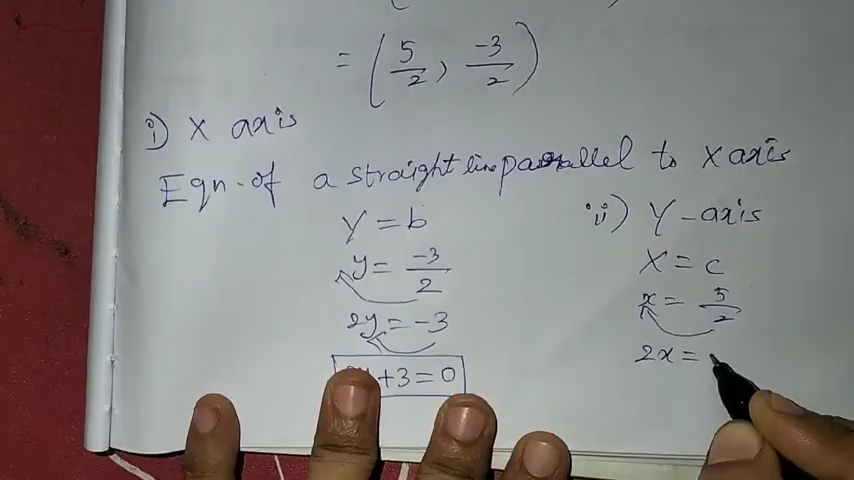 = (5/2, -3/2)
i) X axis
Eqn. of a straight line parallel to X axis
Y = b
y = -3/2
2y = -3
+3 = 0
ii) Y-axis
X = c
x = 5/2
2x =